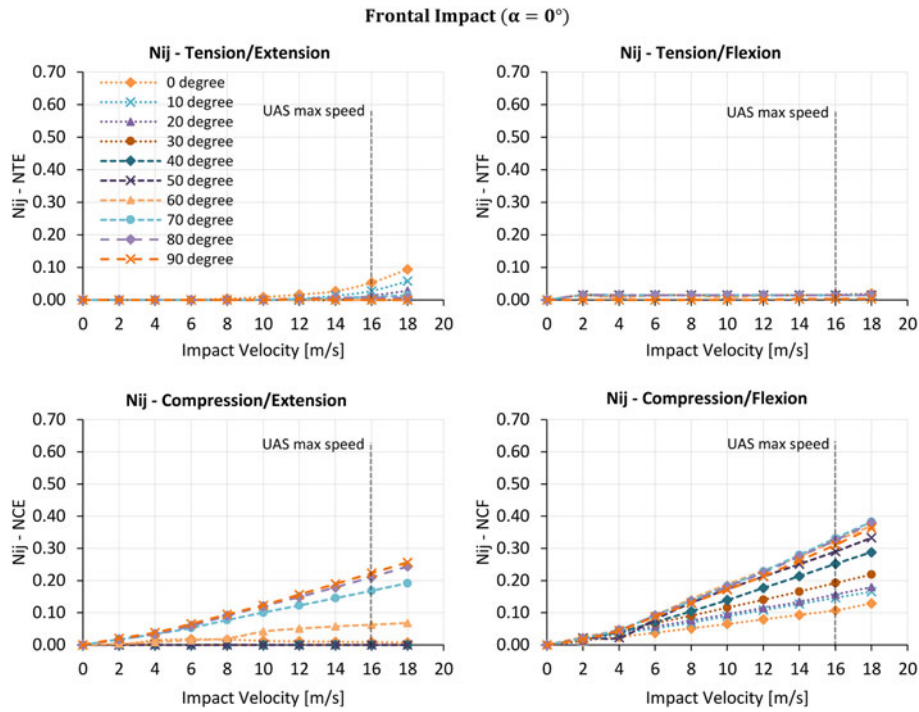 Frontal Impact (α = 0°)
Nij - Tension/Extension
0.70
0.60
0.50
0.40
0.30
0.20
0.10
0.00
Nij - NTE
0 degree
10 degree
20 degree
30 degree
40 degree
50 degree
60 degree
70 degree
80 degree
90 degree
UAS max speed
0 2 4 6 8 10 12 14 16 18 20
Impact Velocity [m/s]
Nij - Tension/Flexion
0.70
0.60
0.50
0.40
0.30
0.20
0.10
0.00
Nij - NTF
UAS max speed
0 2 4 6 8 10 12 14 16 18 20
Impact Velocity [m/s]
Nij - Compression/Extension
0.70
0.60
0.50
0.40
0.30
0.20
0.10
0.00
Nij - NCE
UAS max speed
0 2 4 6 8 10 12 14 16 18 20
Impact Velocity [m/s]
Nij - Compression/Flexion
0.70
0.60
0.50
0.40
0.30
0.20
0.10
0.00
Nij - NCF
UAS max speed
0 2 4 6 8 10 12 14 16 18 20
Impact Velocity [m/s]